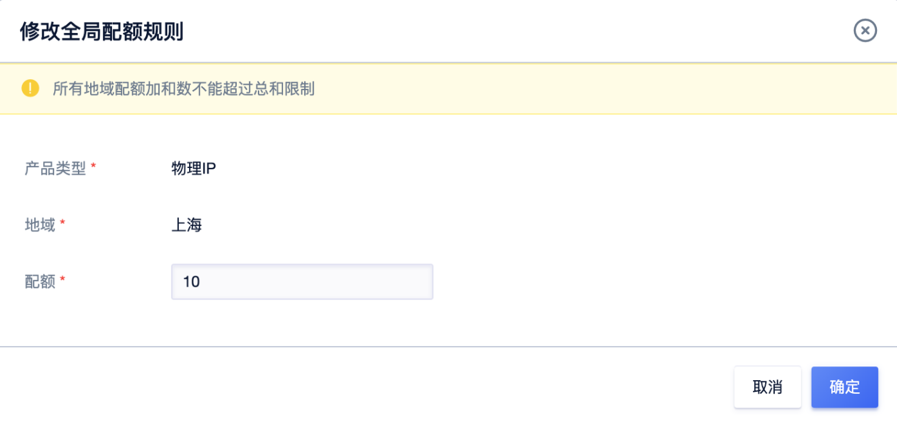 修改全局配额规则
所有地域配额加和数不能超过总和限制
产品类型 * 物理IP
地域 * 上海
配额 * 10
取消 确定